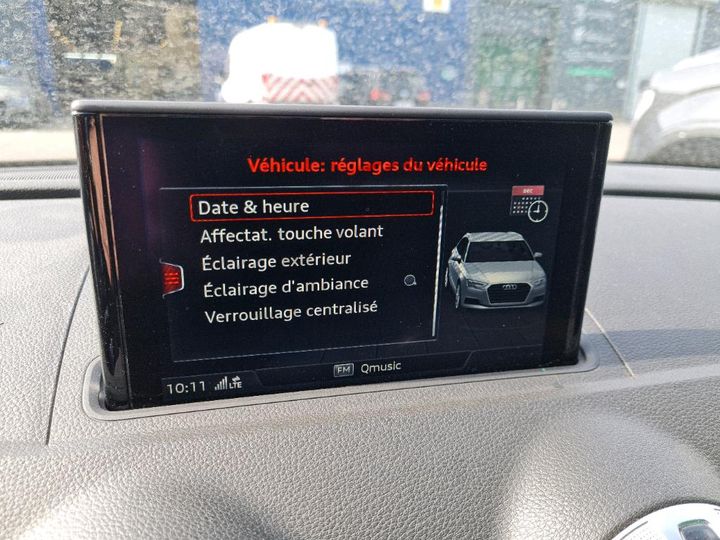 Véhicule: réglages du véhicule
DEC
Date & heure
Affectat. touche volant
Éclairage extérieur
Éclairage d'ambiance
Verrouillage centralisé
FM Qmusic
10:11 LTE